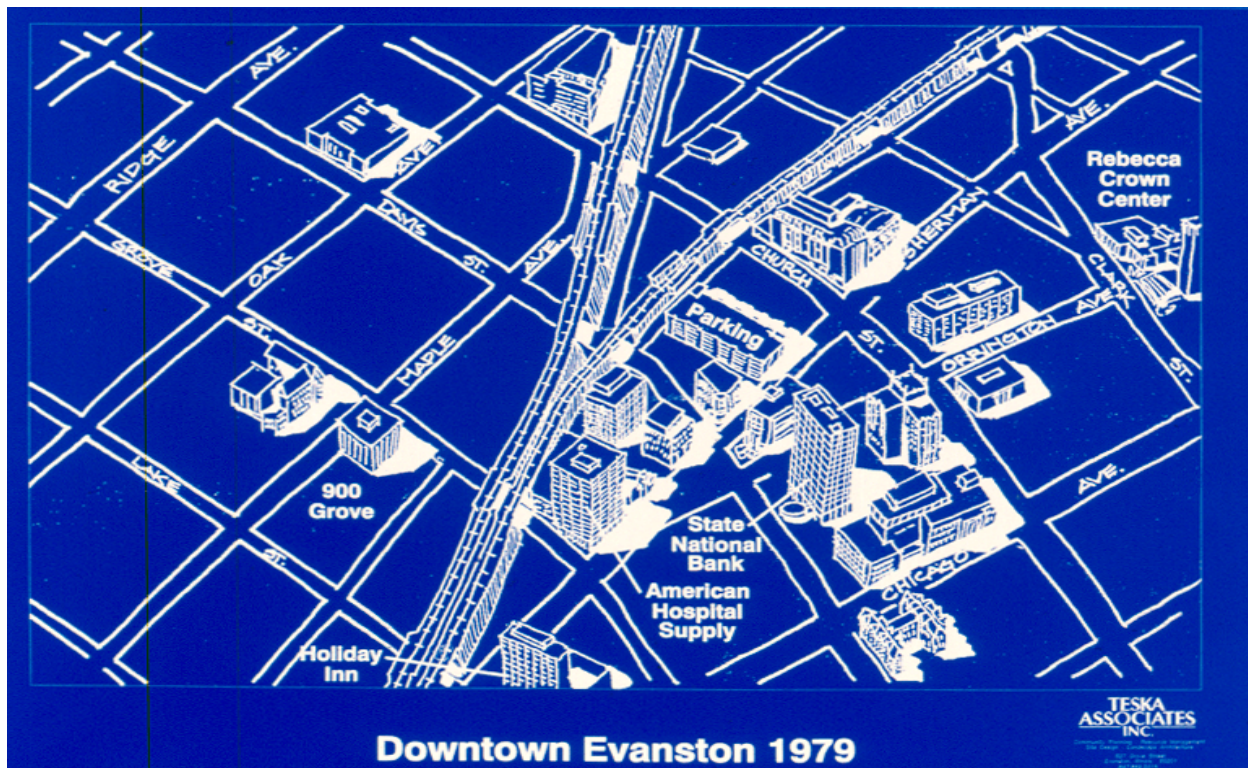 AVE.
RIDGE
AVE.
Rebecca
Crown
Center
AVE.
DAVIS
ST.
AVE.
SHERMAN
CHURCH
CLARK
GROVE
OAK
AVE.
Parking
ORRINGTON
ST.
ST.
MAPLE
ST.
LAKE
900
Grove
AVE.
State
National
Bank
ST.
CHICAGO
American
Hospital
Supply
Holiday
Inn
TESKA
ASSOCIATES
INC.
Downtown Evanston 1979